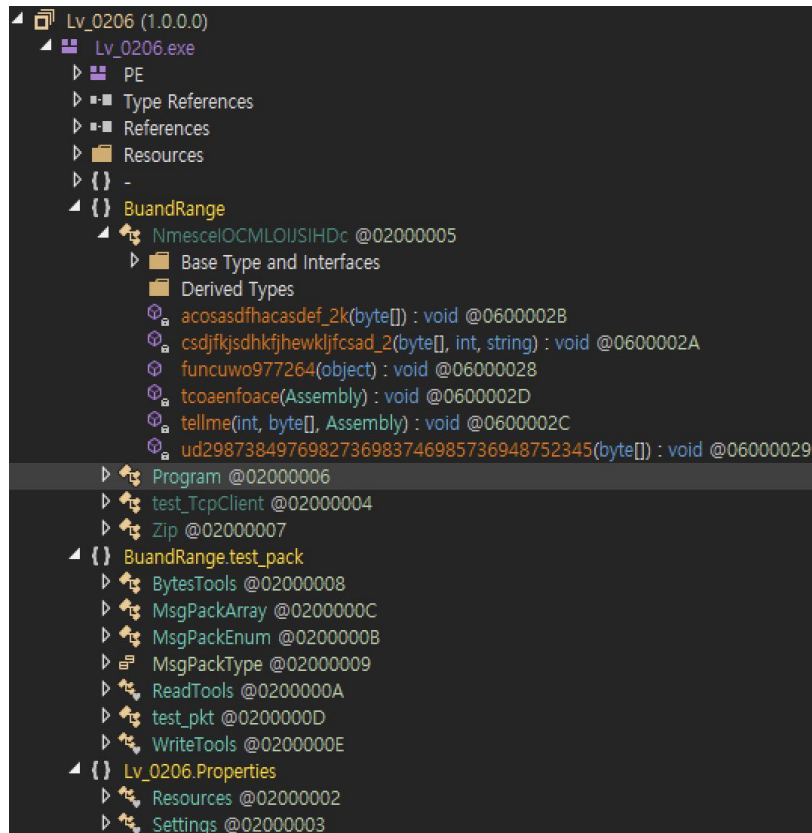 Lv_0206 (1.0.0.0)
Lv_0206.exe
PE
Type References
References
Resources
{ } -
{ } BuandRange
NmesceIOCMLOIJSIHDc @02000005
Base Type and Interfaces
Derived Types
acosasdfhacasdef_2k(byte[]) : void @0600002B
csdjfkjsdhkfjhewkljfcsad_2(byte[], int, string) : void @0600002A
funcuwo977264(object) : void @06000028
tcoaenfoace(Assembly) : void @0600002D
tellme(int, byte[], Assembly) : void @0600002C
ud2987384976982736983746985736948752345(byte[]) : void @06000029
Program @02000006
test_TcpClient @02000004
Zip @02000007
{ } BuandRange.test_pack
BytesTools @02000008
MsgPackArray @0200000C
MsgPackEnum @0200000B
MsgPackType @02000009
ReadTools @0200000A
test_pkt @0200000D
WriteTools @0200000E
{ } Lv_0206.Properties
Resources @02000002
Settings @02000003